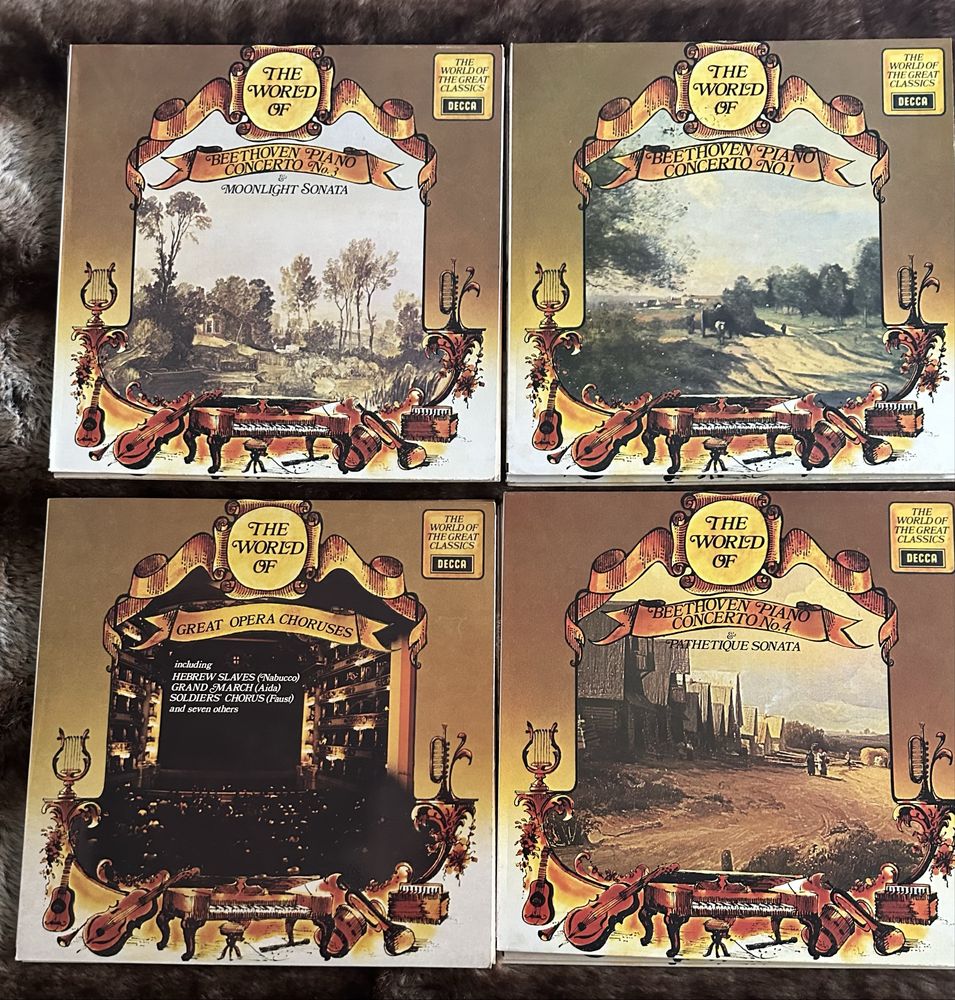 THE
WORLD
OF
BEETHOVEN PIANO
CONCERTO No.3
&
MOONLIGHT SONATA
THE
WORLD OF
THE GREAT
CLASSICS
DECCA
THE
WORLD
OF
BEETHOVEN PIANO
CONCERTO NO.1
THE
WORLD OF
THE GREAT
CLASSICS
DECCA
THE
WORLD
OF
GREAT OPERA CHORUSES
including
HEBREW SLAVES (Nabucco)
GRAND MARCH (Aida)
SOLDIERS' CHORUS (Faust)
and seven others
THE
WORLD OF
THE GREAT
CLASSICS
DECCA
THE
WORLD
OF
BEETHOVEN PIANO
CONCERTO No.4
&
PATHETIQUE SONATA
THE
WORLD OF
THE GREAT
CLASSICS
DECCA